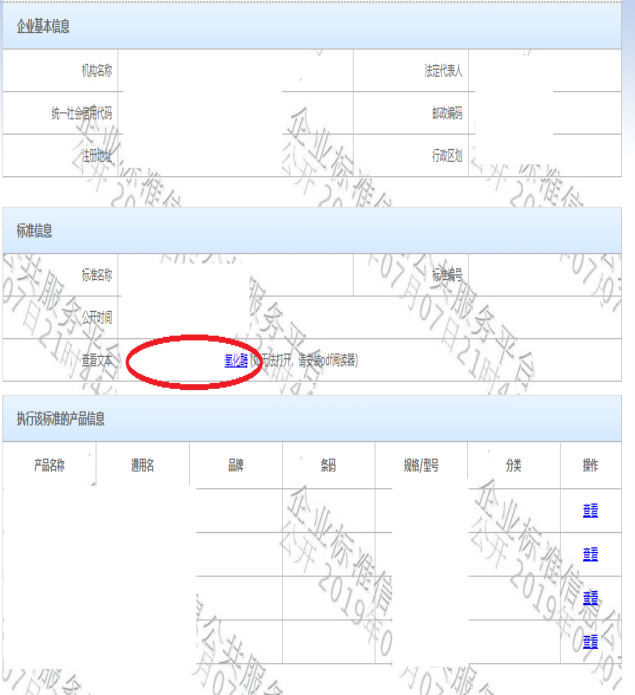 企业基本信息
机构名称 法定代表人
统一社会信用代码 邮政编码
注册地址 行政区划
标准信息
标准名称 标准编号
公开时间
查看文本 氧化酶 (如无法打开, 请安装pdf阅读器)
执行该标准的产品信息
产品名称 通用名 品牌 条码 规格/型号 分类 操作
查看
查看
查看
查看